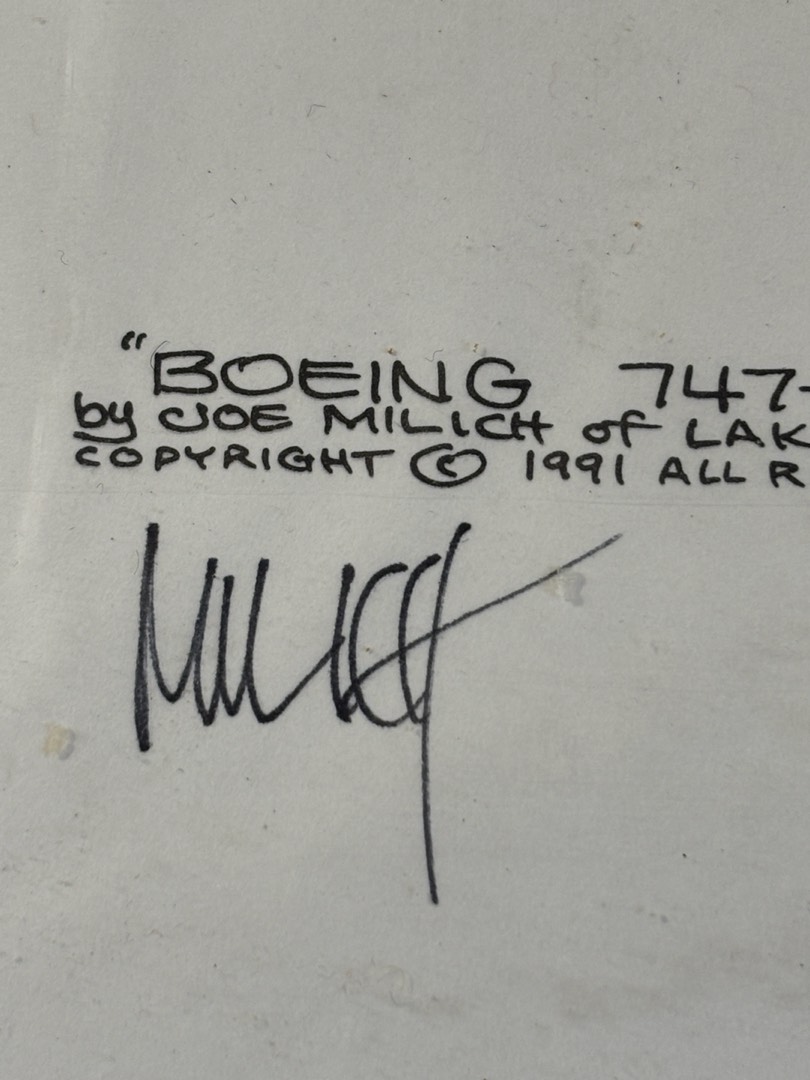 "BOEING 747-
by JOE MILICH of LAK
COPYRIGHT © 1991 ALL R